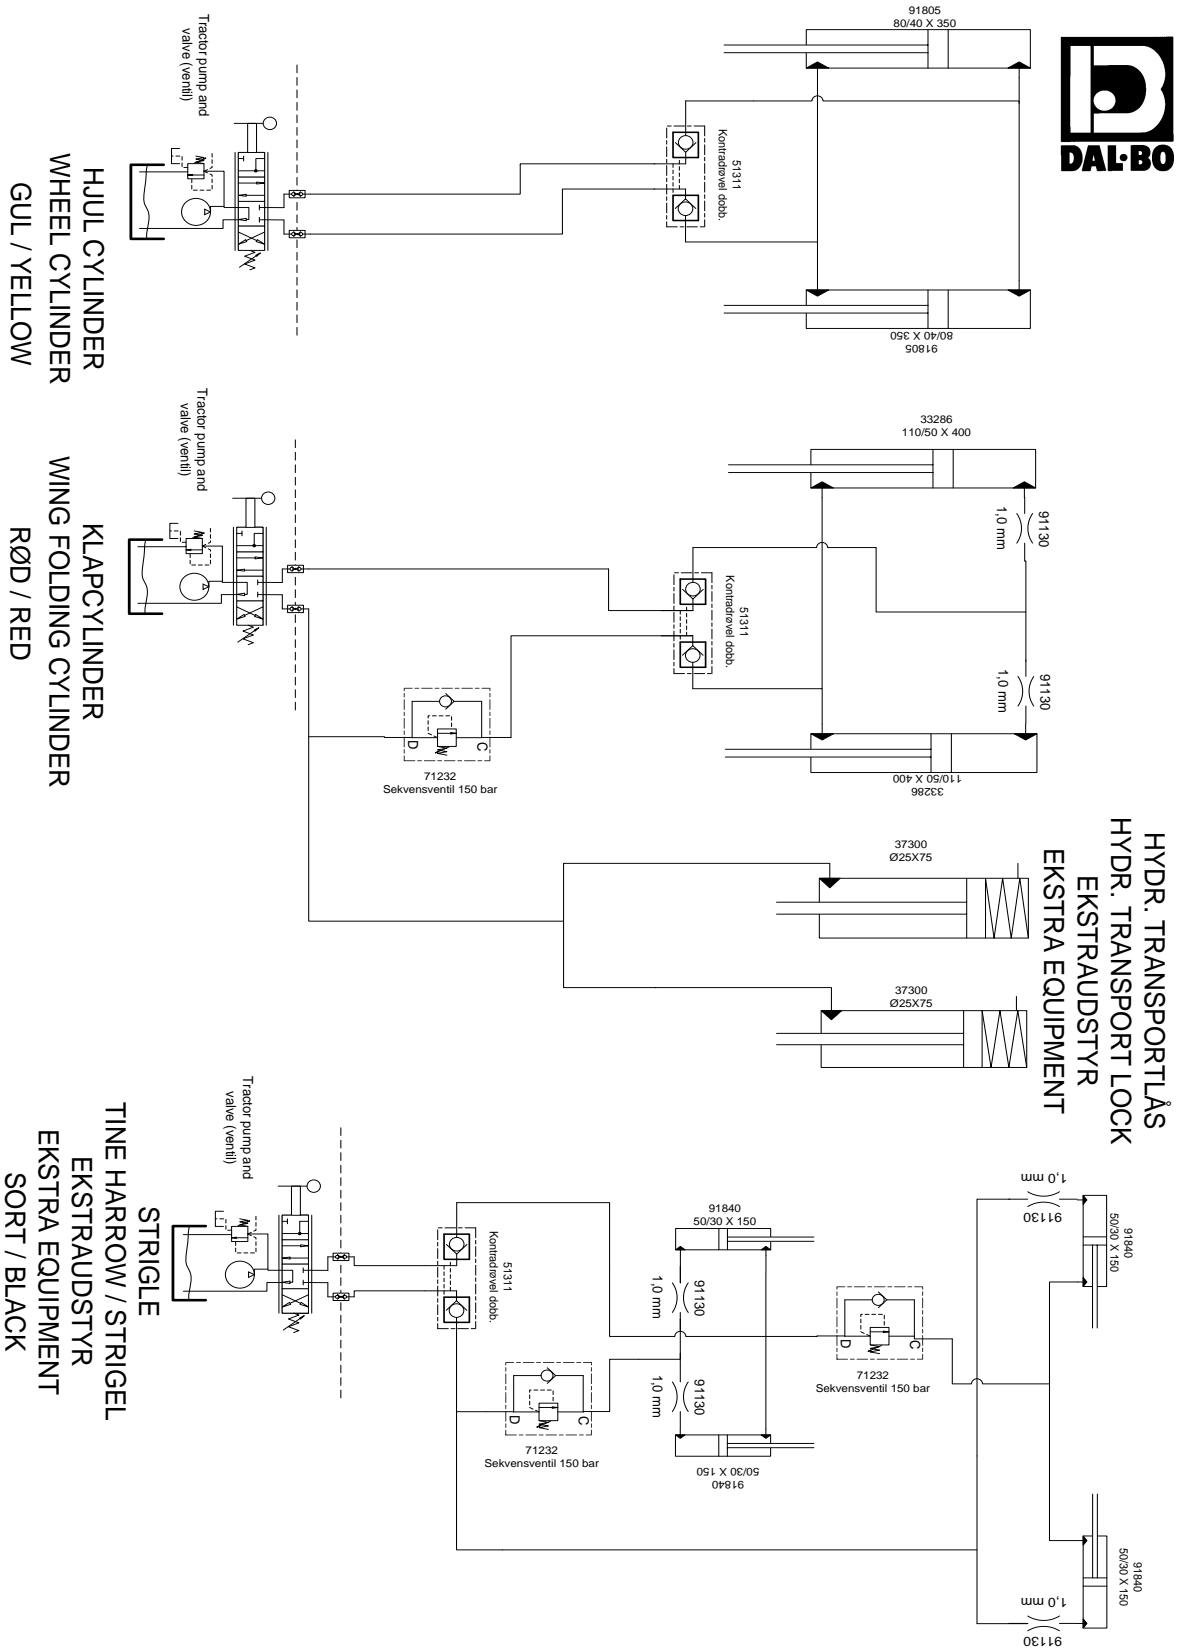 DAL·BO
91805
80/40 X 350
51311
Kontradrøvel dobb.
80/40 X 350
91805
Tractor pump and
valve (ventil)
HJUL CYLINDER
WHEEL CYLINDER
GUL / YELLOW
33286
110/50 X 400
91130
1,0 mm
91130
1,0 mm
51311
Kontradrøvel dobb.
110/50 X 400
33286
D
C
71232
Sekvensventil 150 bar
Tractor pump and
valve (ventil)
KLAPCYLINDER
WING FOLDING CYLINDER
RØD / RED
HYDR. TRANSPORTLÅS
HYDR. TRANSPORT LOCK
EKSTRAUDSTYR
EKSTRA EQUIPMENT
37300
Ø25X75
37300
Ø25X75
91840
50/30 X 150
91130
1,0 mm
91840
50/30 X 150
91130
1,0 mm
91130
1,0 mm
50/30 X 150
91840
D
C
71232
Sekvensventil 150 bar
D
C
71232
Sekvensventil 150 bar
51311
Kontradrøvel dobb.
91840
50/30 X 150
1,0 mm
91130
Tractor pump and
valve (ventil)
STRIGLE
TINE HARROW / STRIGEL
EKSTRAUDSTYR
EKSTRA EQUIPMENT
SORT / BLACK